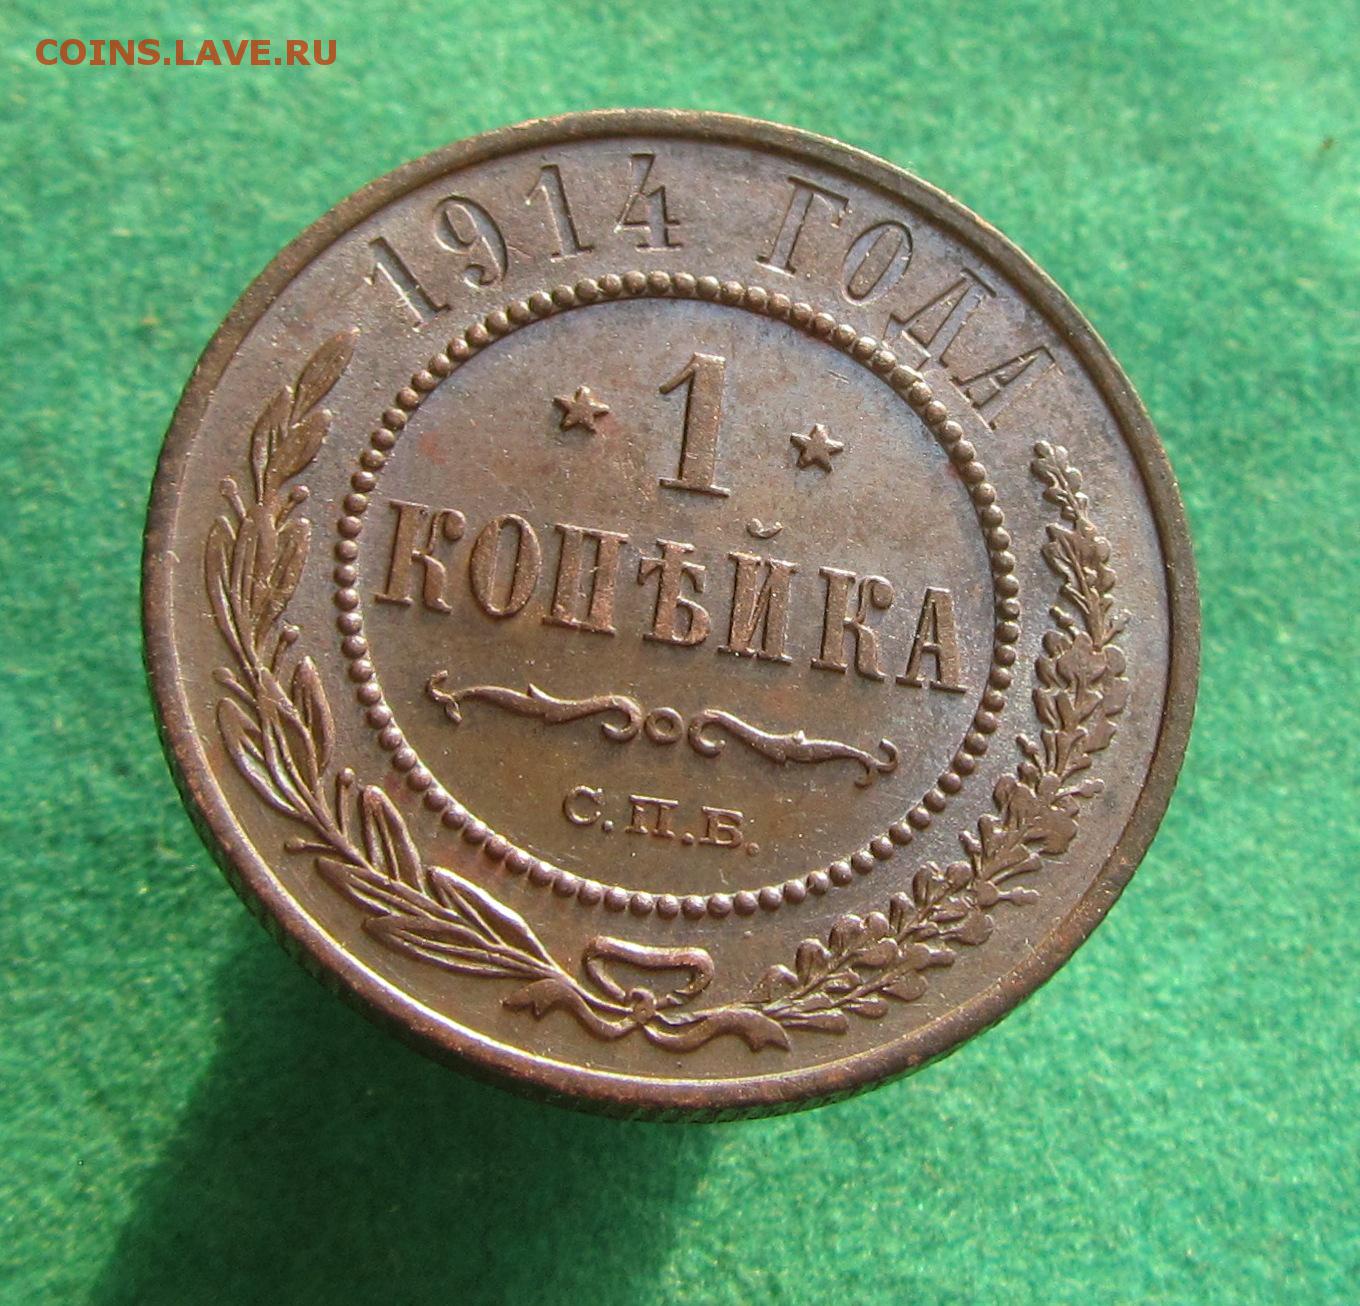 COINS.LAVE.RU
1914 ГОДА
1
КОПѢЙКА
С.П.Б.